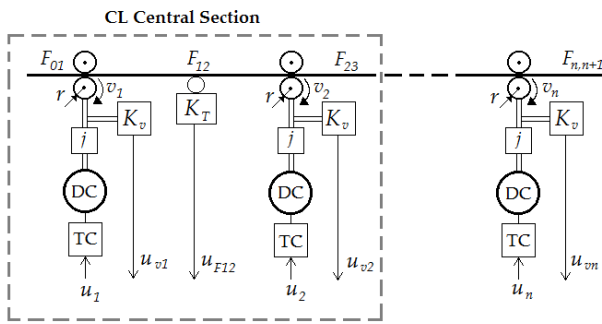 CL Central Section
F01 F12 F23 Fn,n+1
r v1 r v2 r vn
Kv KT Kv Kv
j j j
DC DC DC
TC TC TC
uv1 uF12 uv2 uvn
u1 u2 un